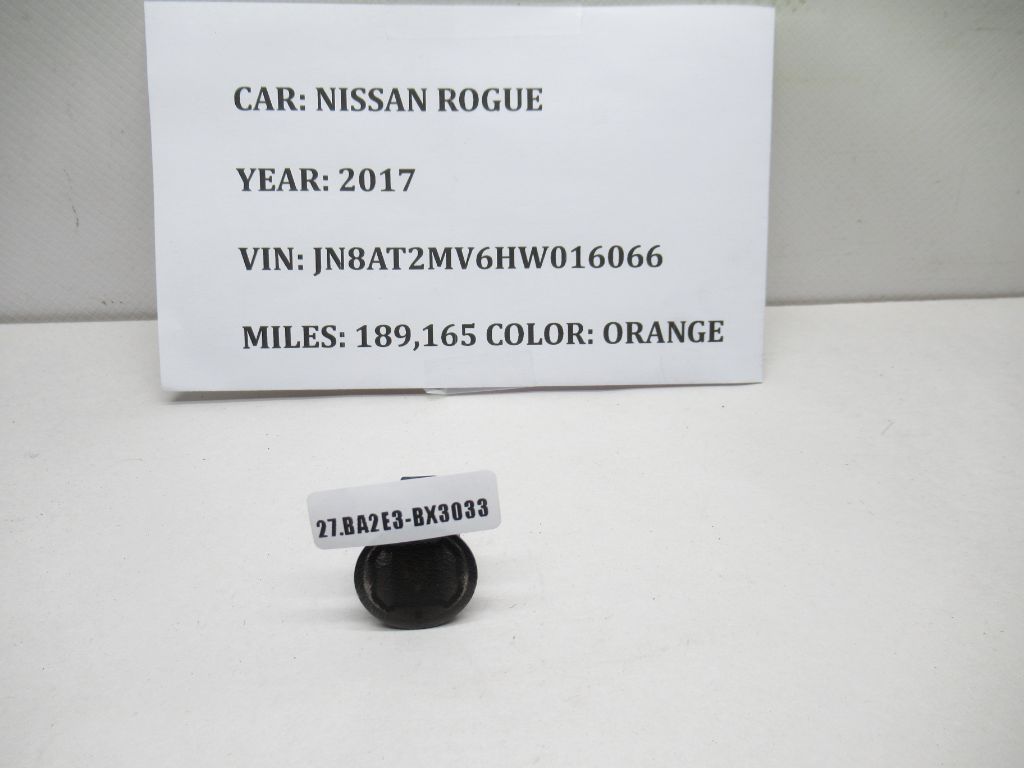 CAR: NISSAN ROGUE
YEAR: 2017
VIN: JN8AT2MV6HW016066
MILES: 189,165 COLOR: ORANGE
27.BA2E3-BX3033